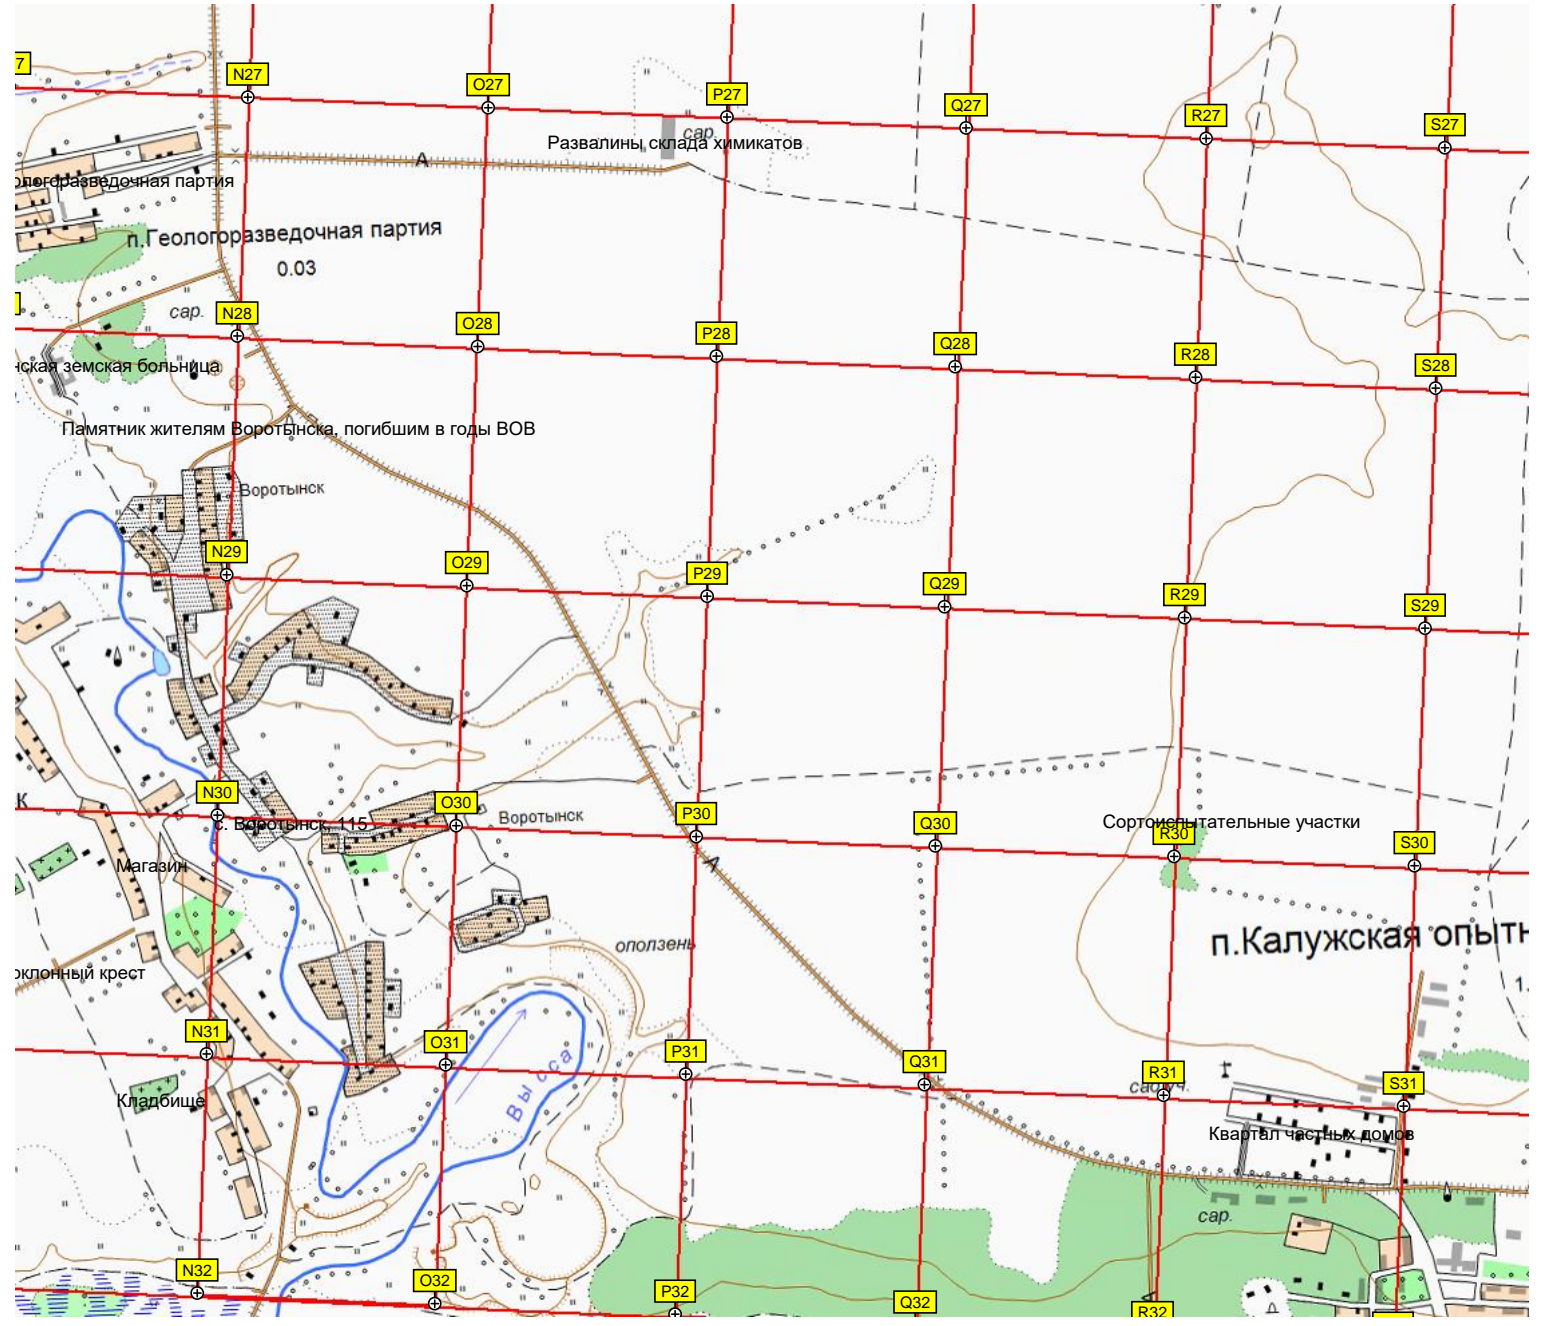 7
N27
O27
P27
Q27
R27
S27
сар.
Развалины склада химикатов
А
ологоразведочная партия
п.Геологоразведочная партия
0.03
сар.
N28
O28
P28
Q28
R28
S28
нская земская больница
Памятник жителям Воротынска, погибшим в годы ВОВ
Воротынск
N29
O29
P29
Q29
R29
S29
N30
O30
P30
Q30
R30
S30
к
с. Воротынск, 115
Воротынск
Сортоиспытательные участки
Магазин
А
оползень
п.Калужская опытн
оклонный крест
1.
N31
O31
P31
Q31
R31
S31
Высса
Кладбище
Квартал частных домов
сар.
N32
O32
P32
Q32
R32